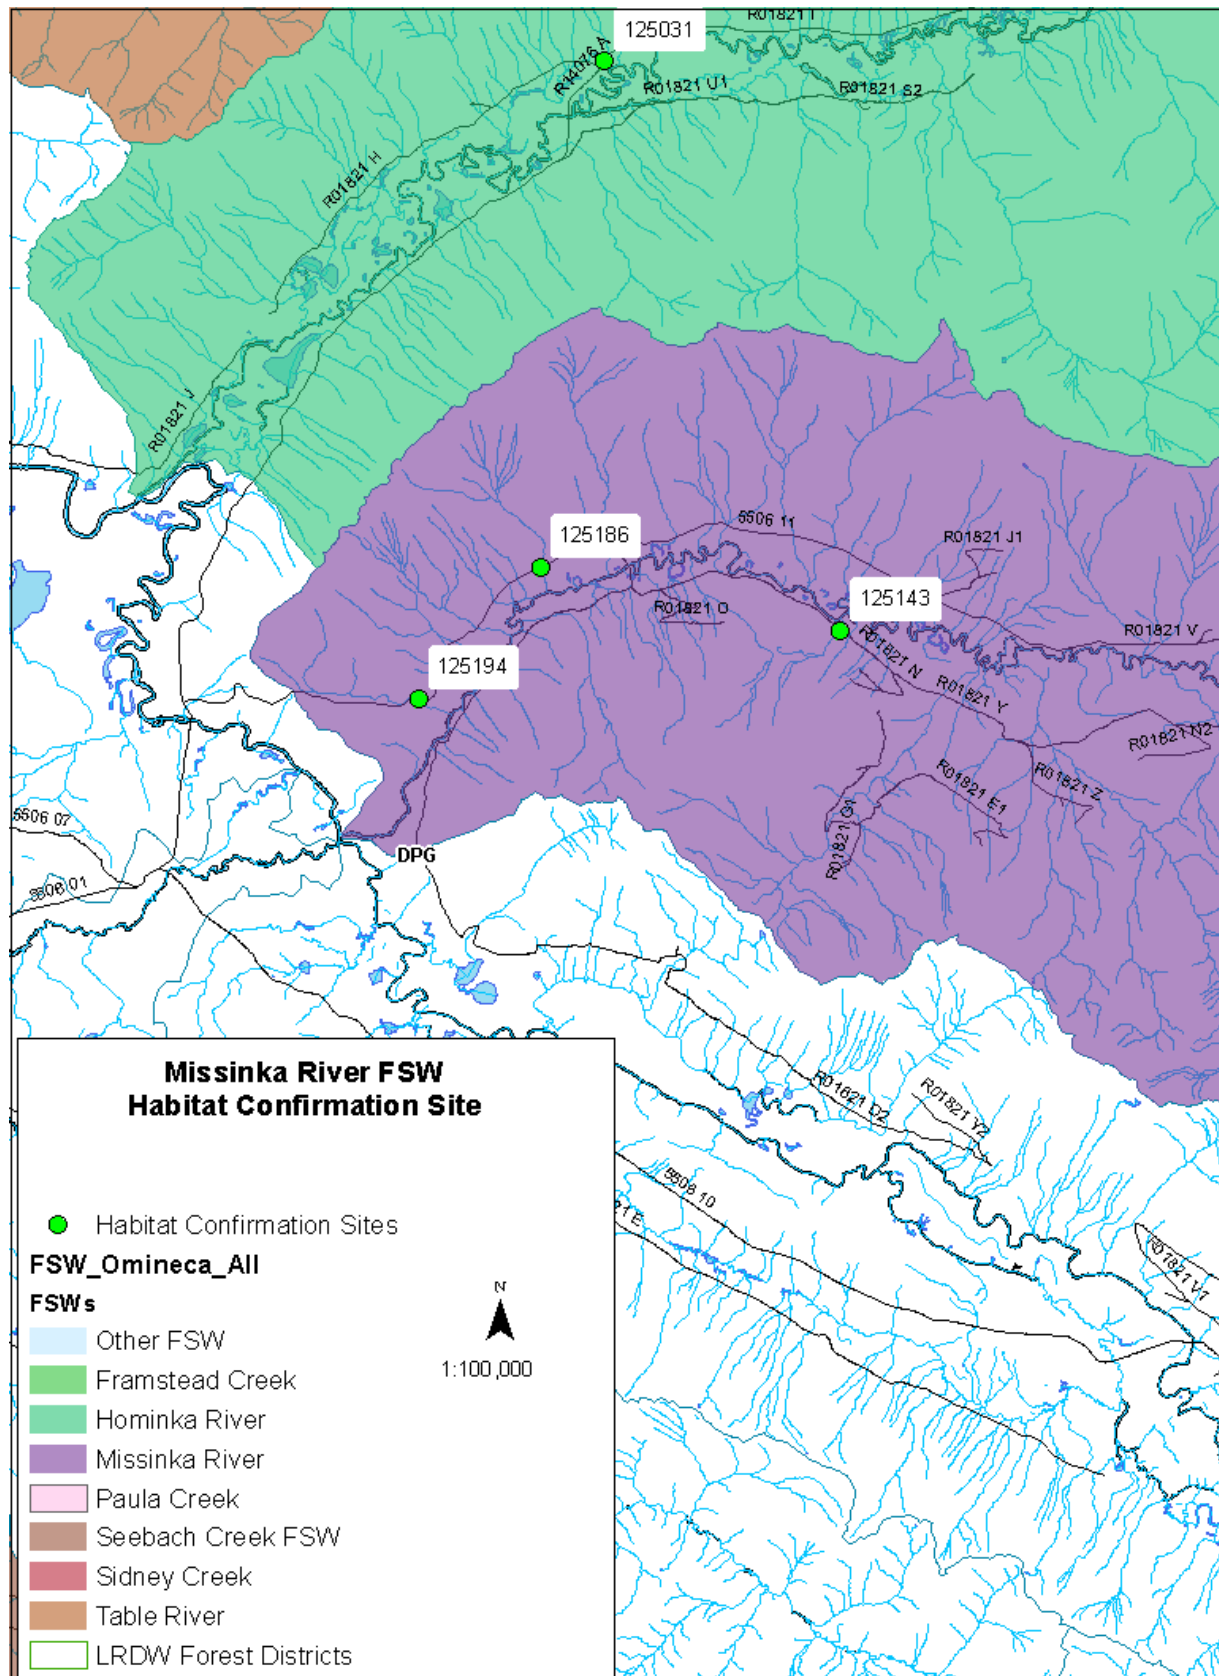 R01821 I
125031
R14076 A
R01821 U1
R01821 S2
R01821 H
R01821 J
5506 11
125186
R01821 J1
125143
R01821 O
R01821 V
R01821 N
125194
R01821 Y
R01821 N2
R01821 Z
R01821 E1
5506 07
R01821 G1
DPG
5506 01
R01821 D2
R01821 Y2
5506 10
21 E
R01821 V1
Missinka River FSW
Habitat Confirmation Site
Habitat Confirmation Sites
FSW_Omineca_All
FSWs
N
1:100,000
Other FSW
Framstead Creek
Hominka River
Missinka River
Paula Creek
Seebach Creek FSW
Sidney Creek
Table River
LRDW Forest Districts